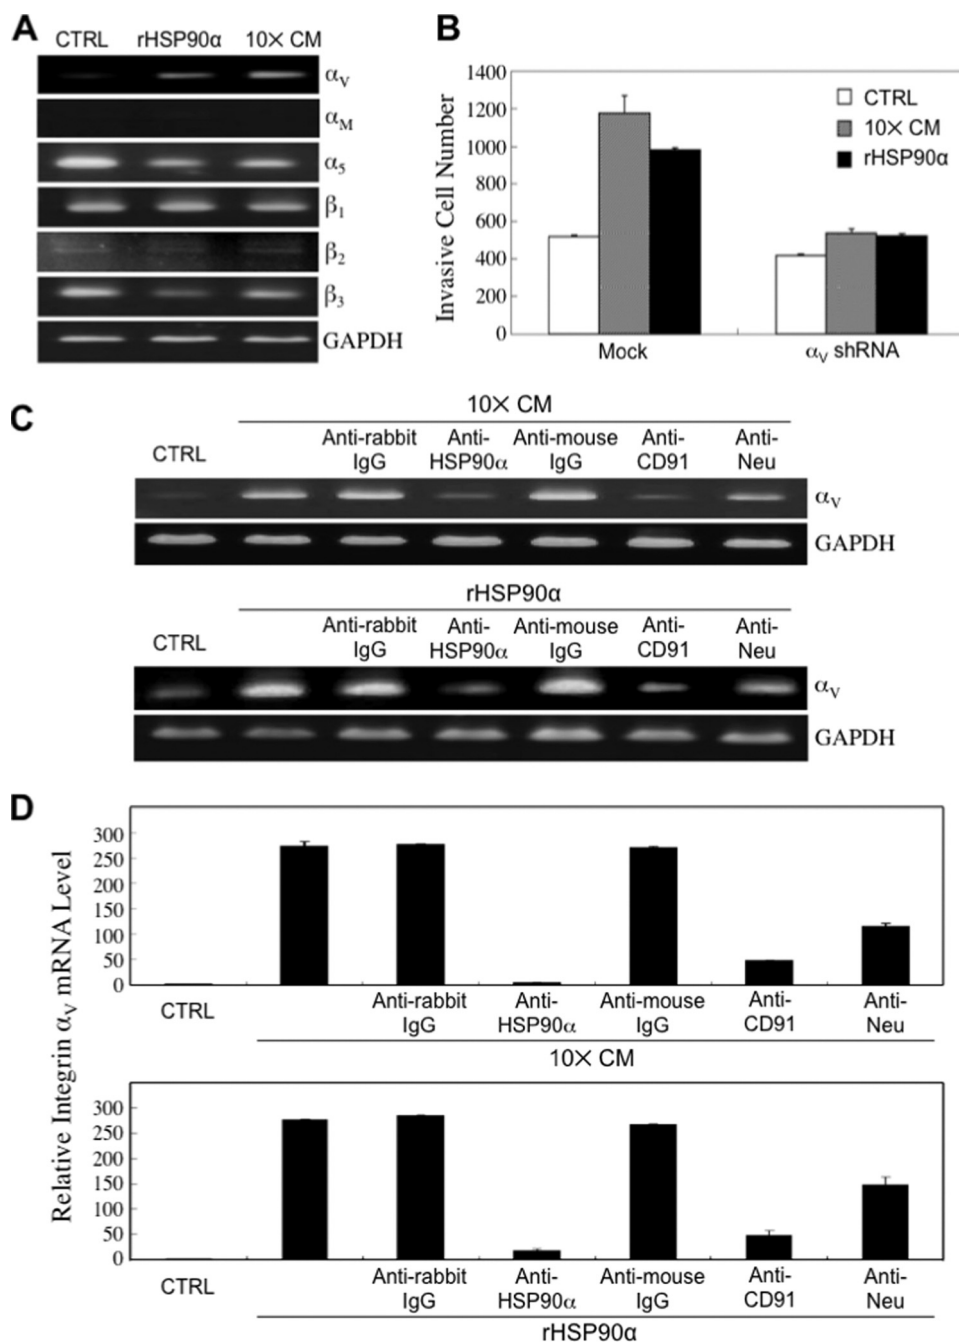 A
CTRL rHSP90α 10× CM
αV
αM
α5
β1
β2
β3
GAPDH
B
Invasive Cell Number
1400
1200
1000
800
600
400
200
0
CTRL
10× CM
rHSP90α
Mock αV shRNA
C
10× CM
CTRL Anti-rabbit IgG Anti-HSP90α Anti-mouse IgG Anti-CD91 Anti-Neu
αV
GAPDH
rHSP90α
CTRL Anti-rabbit IgG Anti-HSP90α Anti-mouse IgG Anti-CD91 Anti-Neu
αV
GAPDH
D
Relative Integrin αV mRNA Level
300
250
200
150
100
50
0
CTRL Anti-rabbit IgG Anti-HSP90α Anti-mouse IgG Anti-CD91 Anti-Neu
10× CM
300
250
200
150
100
50
0
CTRL Anti-rabbit IgG Anti-HSP90α Anti-mouse IgG Anti-CD91 Anti-Neu
rHSP90α